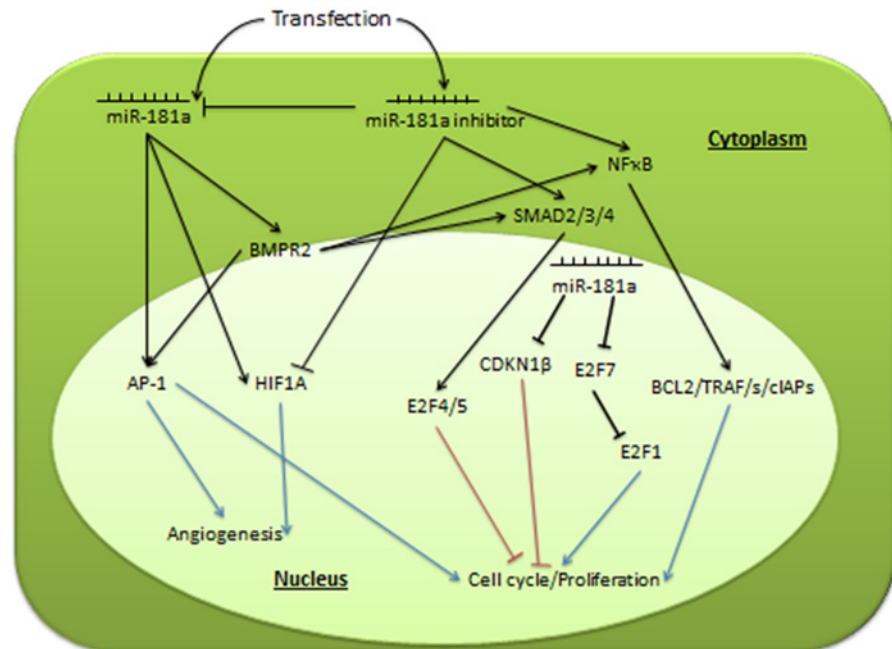 Transfection
miR-181a
miR-181a inhibitor
Cytoplasm
NFκB
SMAD2/3/4
BMPR2
miR-181a
AP-1
HIF1A
CDKN1β
E2F7
BCL2/TRAF/s/cIAPs
E2F4/5
E2F1
Angiogenesis
Nucleus
Cell cycle/Proliferation